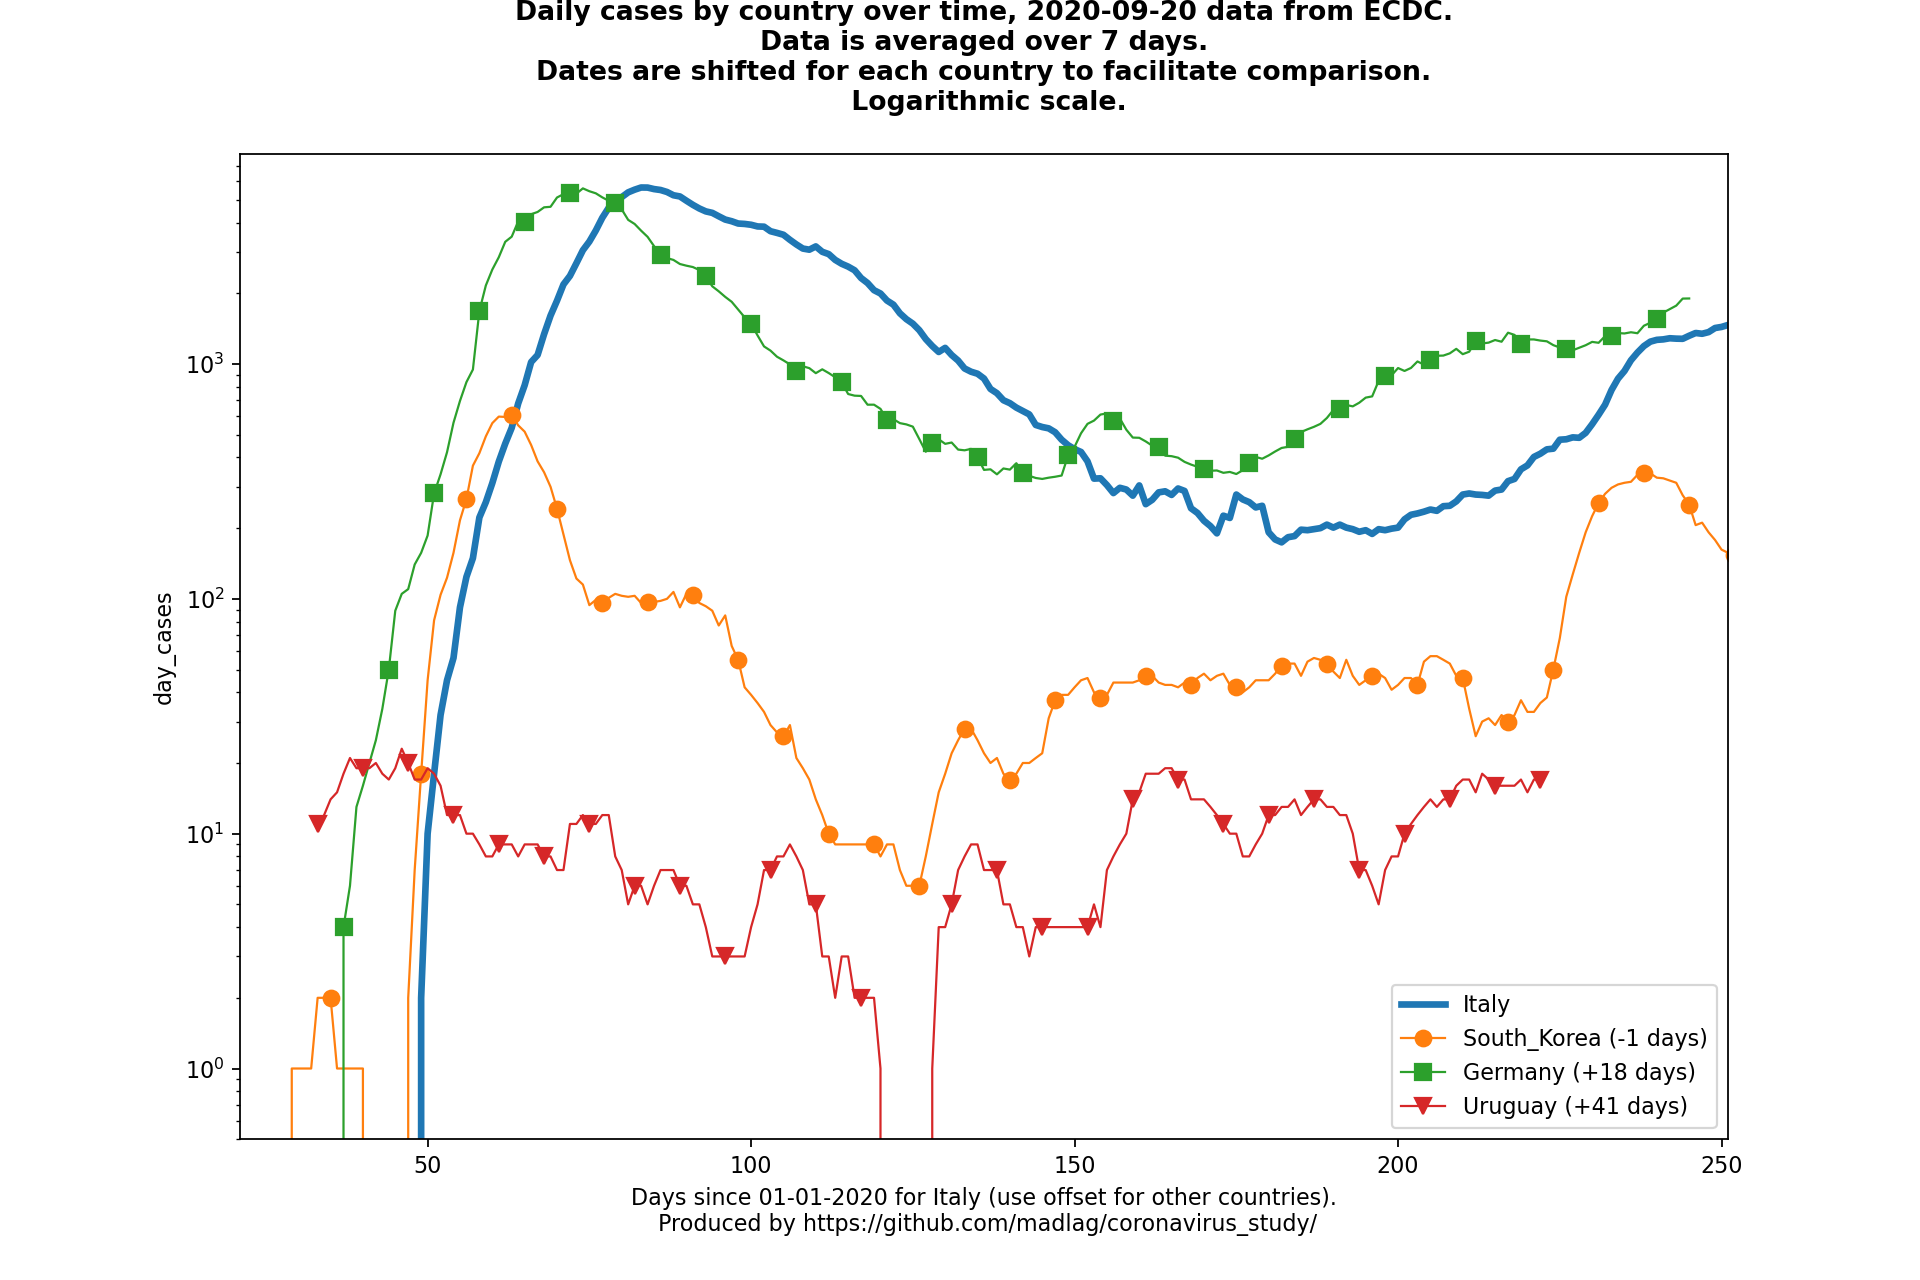 Daily cases by country over time, 2020-09-20 data from ECDC.
Data is averaged over 7 days.
Dates are shifted for each country to facilitate comparison.
Logarithmic scale.
10³
10²
10¹
10⁰
day_cases
50 100 150 200 250
Italy
South_Korea (-1 days)
Germany (+18 days)
Uruguay (+41 days)
Days since 01-01-2020 for Italy (use offset for other countries).
Produced by https://github.com/madlag/coronavirus_study/